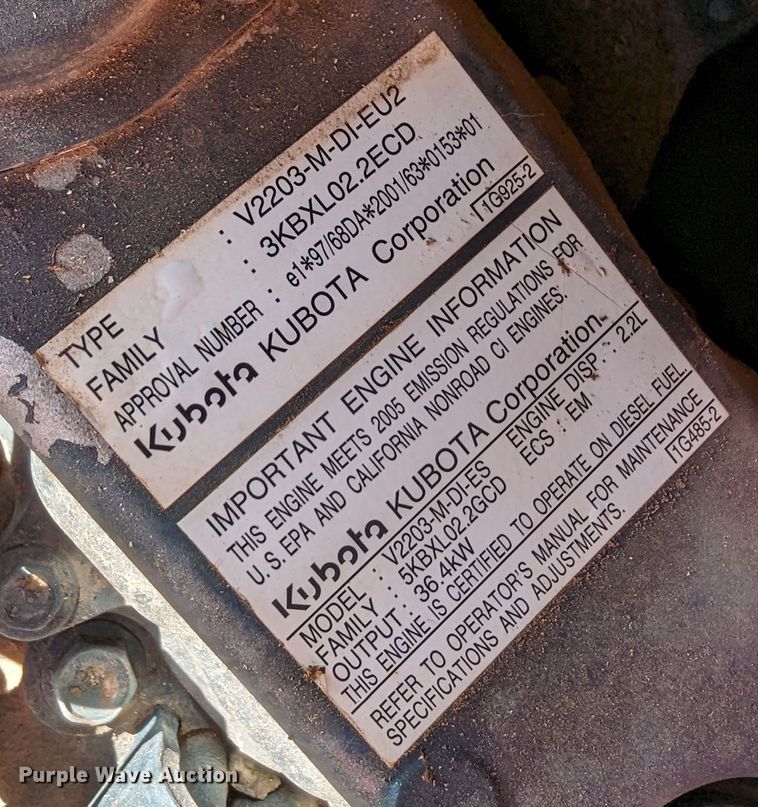 TYPE : V2203-M-DI-EU2
FAMILY : 3KBXL02.2ECD
APPROVAL NUMBER : e1*97/68DA*2001/63*0153*01
Kubota KUBOTA Corporation
1G925-2
IMPORTANT ENGINE INFORMATION
THIS ENGINE MEETS 2005 EMISSION REGULATIONS FOR
U.S.EPA AND CALIFORNIA NONROAD CI ENGINES.
Kubota KUBOTA Corporation
MODEL : V2203-M-DI-ES ENGINE DISP : 2.2L
FAMILY : 5KBXL02.2GCD ECS : EM
OUTPUT : 36.4kW
THIS ENGINE IS CERTIFIED TO OPERATE ON DIESEL FUEL
REFER TO OPERATOR'S MANUAL FOR MAINTENANCE
SPECIFICATIONS AND ADJUSTMENTS.
1G485-2
Purple Wave Auction